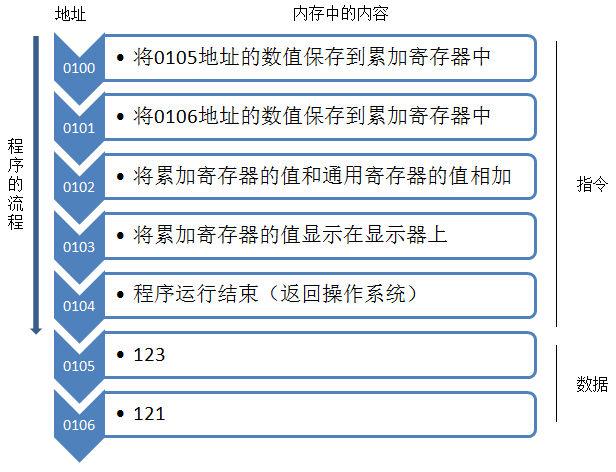 地址 内存中的内容
0100 • 将0105地址的数值保存到累加寄存器中
0101 • 将0106地址的数值保存到累加寄存器中
0102 • 将累加寄存器的值和通用寄存器的值相加
0103 • 将累加寄存器的值显示在显示器上
0104 • 程序运行结束（返回操作系统）
0105 • 123
0106 • 121
程序的流程
指令
数据